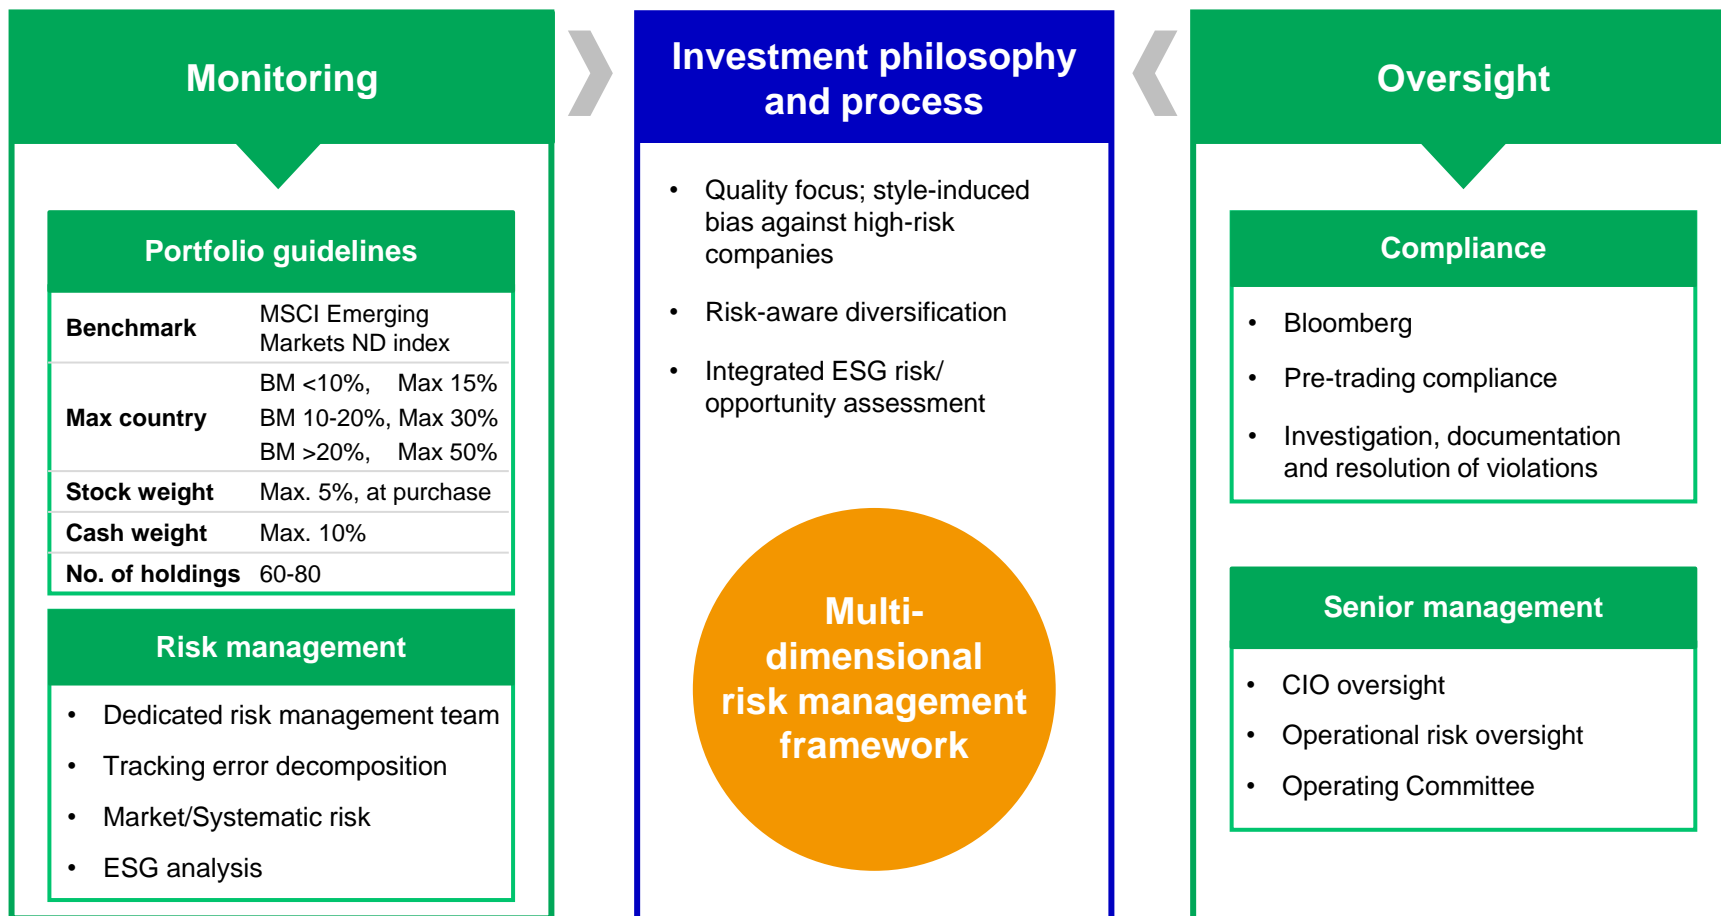 Monitoring
Portfolio guidelines
Benchmark
MSCI Emerging
Markets ND index
Max country
BM <10%, Max 15%
BM 10-20%, Max 30%
BM >20%, Max 50%
Stock weight Max. 5%, at purchase
Cash weight Max. 10%
No. of holdings 60-80
Risk management
• Dedicated risk management team
• Tracking error decomposition
• Market/Systematic risk
• ESG analysis
Investment philosophy
and process
• Quality focus; style-induced
bias against high-risk
companies
• Risk-aware diversification
• Integrated ESG risk/
opportunity assessment
Multi-
dimensional
risk management
framework
Oversight
Compliance
• Bloomberg
• Pre-trading compliance
• Investigation, documentation
and resolution of violations
Senior management
• CIO oversight
• Operational risk oversight
• Operating Committee